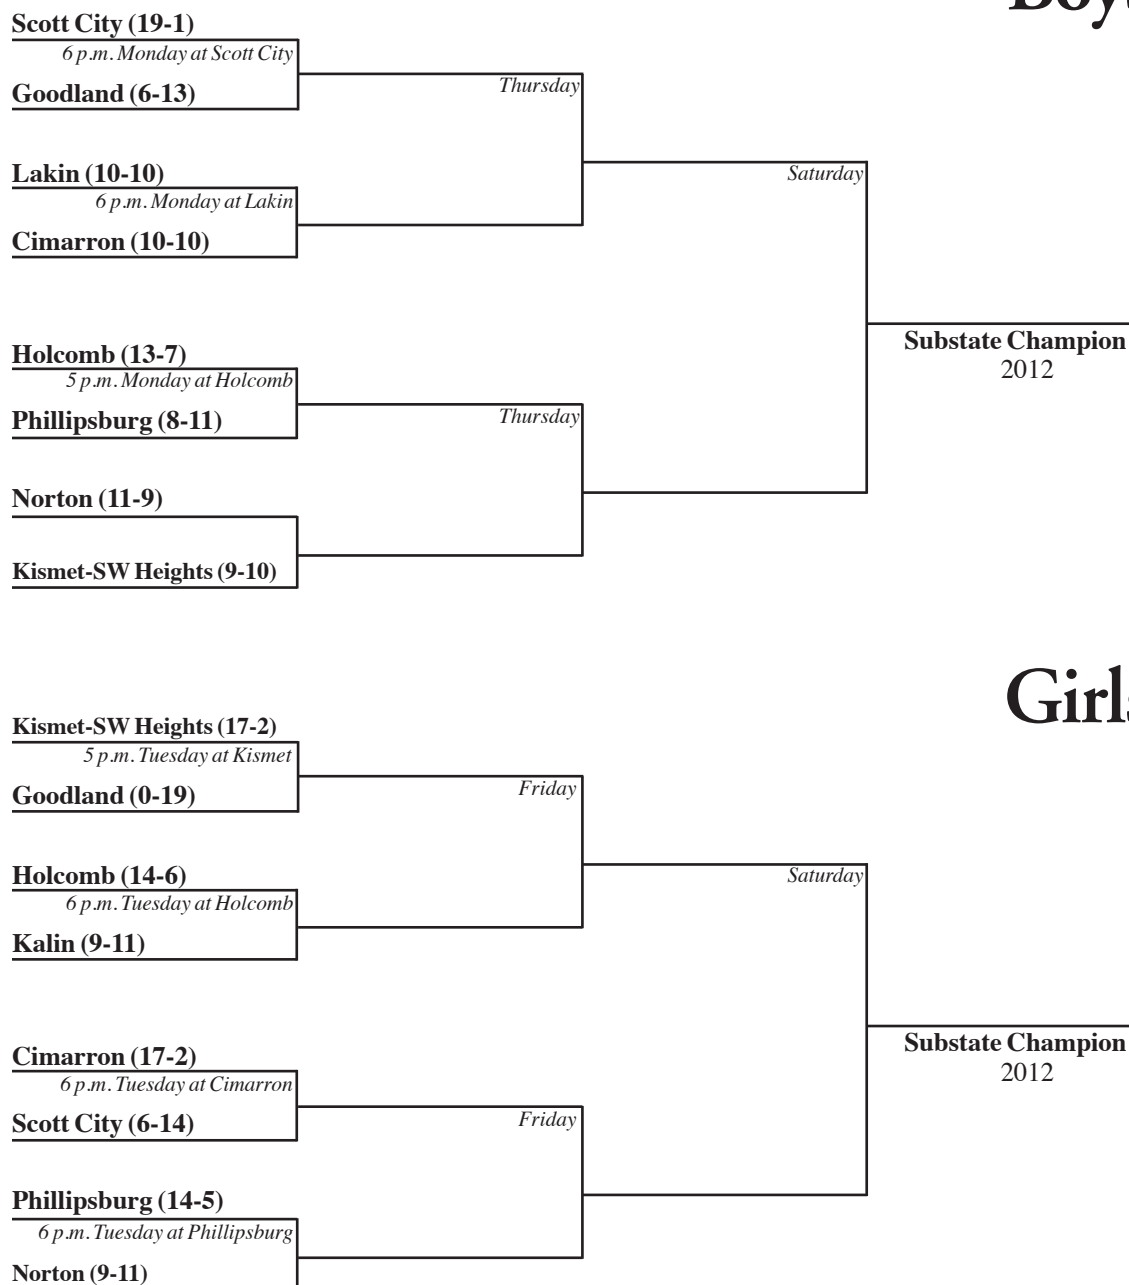 Boys
Scott City (19-1)
6 p.m. Monday at Scott City
Goodland (6-13)
Thursday
Lakin (10-10)
6 p.m. Monday at Lakin
Cimarron (10-10)
Saturday
Substate Champion
2012
Holcomb (13-7)
5 p.m. Monday at Holcomb
Phillipsburg (8-11)
Thursday
Norton (11-9)
Kismet-SW Heights (9-10)
Girls
Kismet-SW Heights (17-2)
5 p.m. Tuesday at Kismet
Goodland (0-19)
Friday
Holcomb (14-6)
6 p.m. Tuesday at Holcomb
Kalin (9-11)
Saturday
Substate Champion
2012
Cimarron (17-2)
6 p.m. Tuesday at Cimarron
Scott City (6-14)
Friday
Phillipsburg (14-5)
6 p.m. Tuesday at Phillipsburg
Norton (9-11)